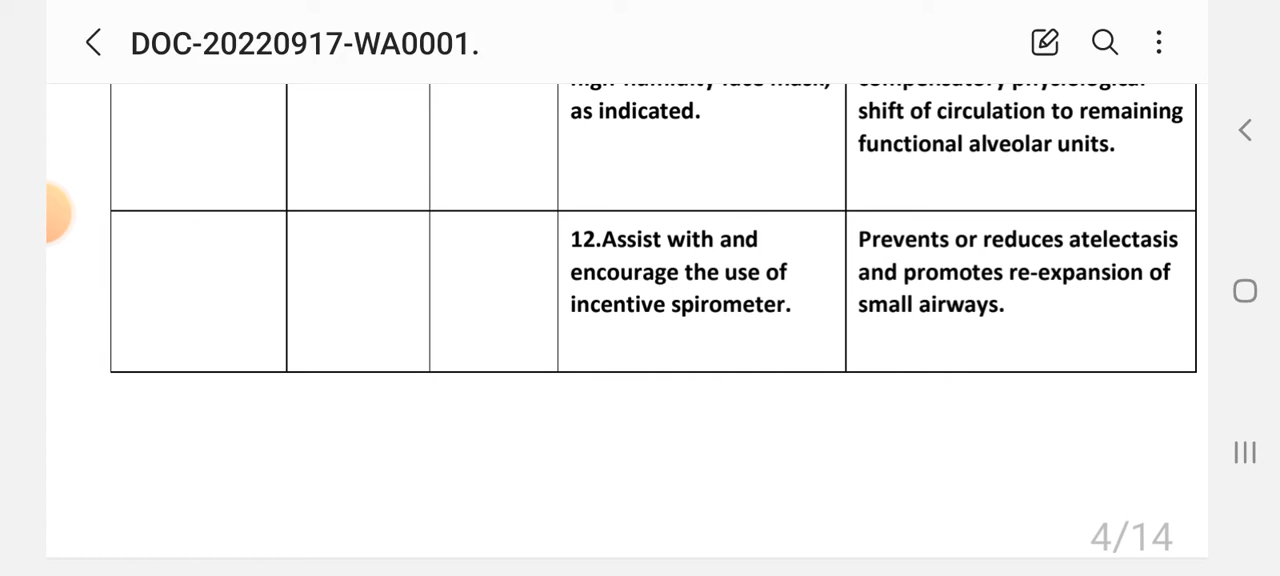 DOC-20220917-WA0001.
as indicated.
shift of circulation to remaining
functional alveolar units.
12.Assist with and
encourage the use of
incentive spirometer.
Prevents or reduces atelectasis
and promotes re-expansion of
small airways.
4/14